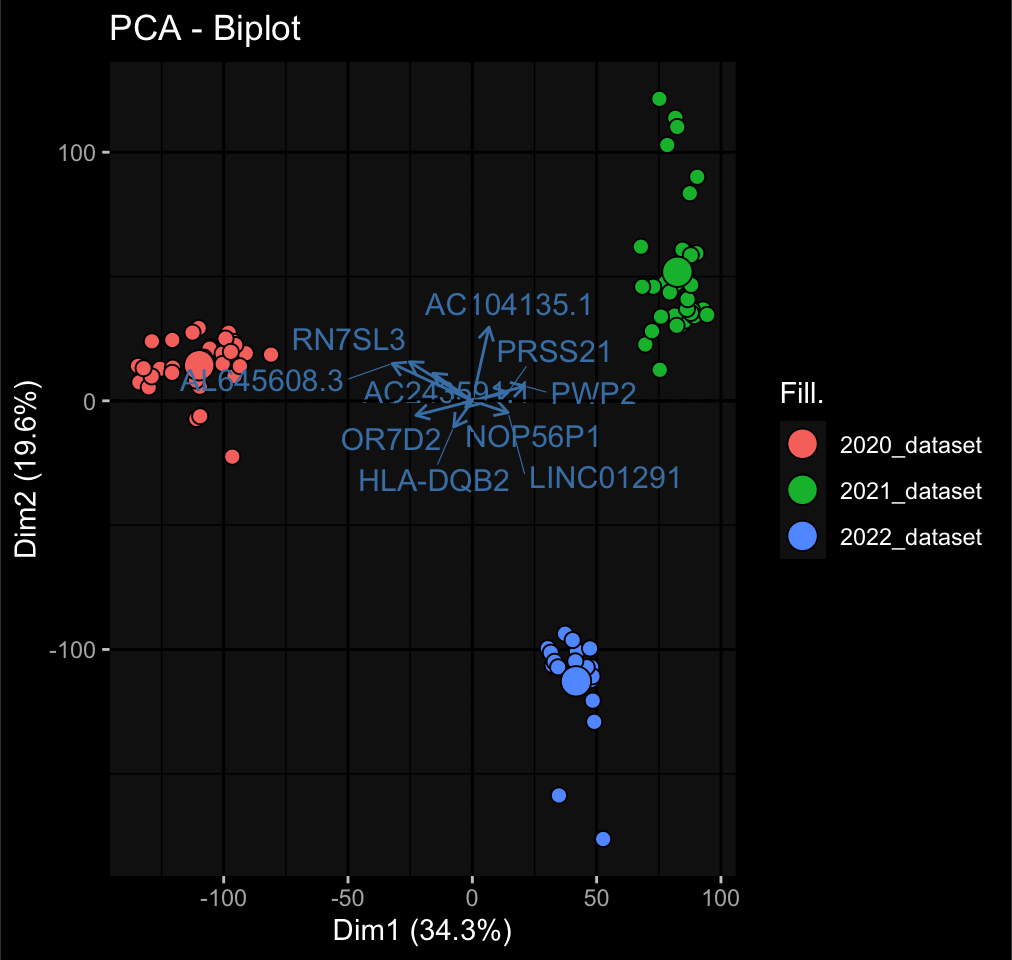 PCA - Biplot
Dim2 (19.6%)
100
0
-100
AC104135.1
RN7SL3
PRSS21
AL645608.3
PWP2
OR7D2
NOP56P1
HLA-DQB2
LINC01291
-100
-50
0
50
100
Dim1 (34.3%)
Fill.
2020_dataset
2021_dataset
2022_dataset